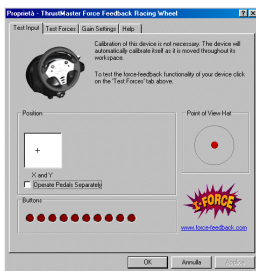 Proprietà - ThrustMaster Force Feedback Racing Wheel
Test Input
Test Forces
Gain Settings
Help
Calibration of this device is not necessary. The device will
automatically calibrate itself as it is moved throughout its
workspace.
To test the force-feedback functionality of your device click
on the 'Test Forces' tab above.
Position
Point of View Hat
X and Y
Operate Pedals Separately
Buttons
I-FORCE
www.force-feedback.com
OK
Annulla
Applica